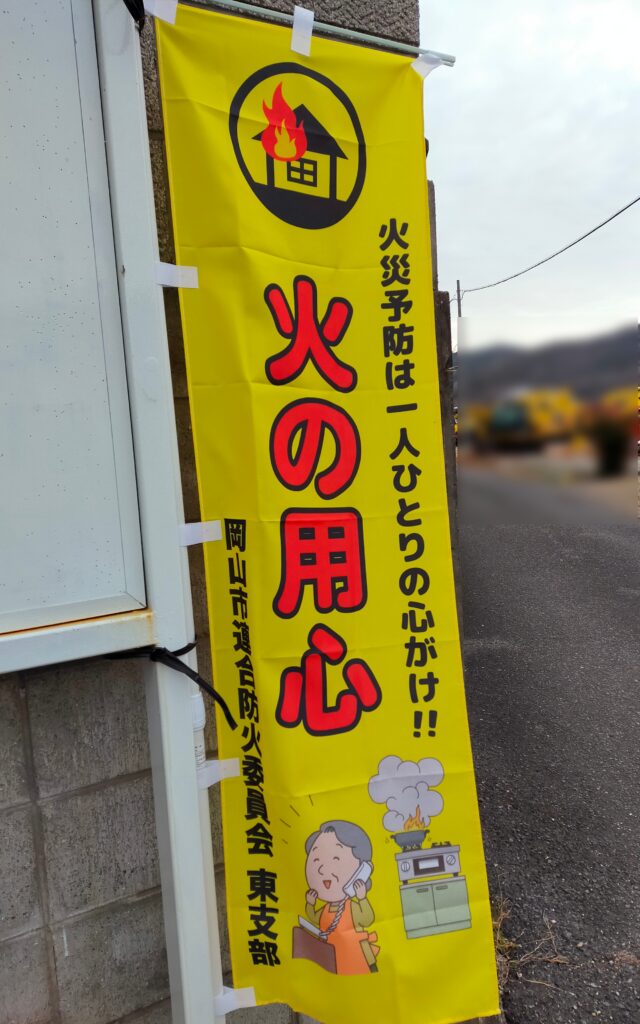 火災予防は一人ひとりの心がけ!!
火の用心
岡山市連合防火委員会 東支部